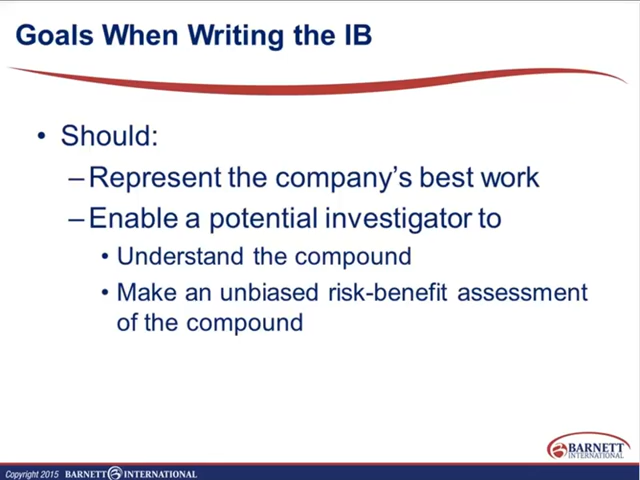 Goals When Writing the IB
• Should:
–Represent the company's best work
–Enable a potential investigator to
• Understand the compound
• Make an unbiased risk-benefit assessment
of the compound
BARNETT
INTERNATIONAL
Copyright 2015 BARNETT INTERNATIONAL